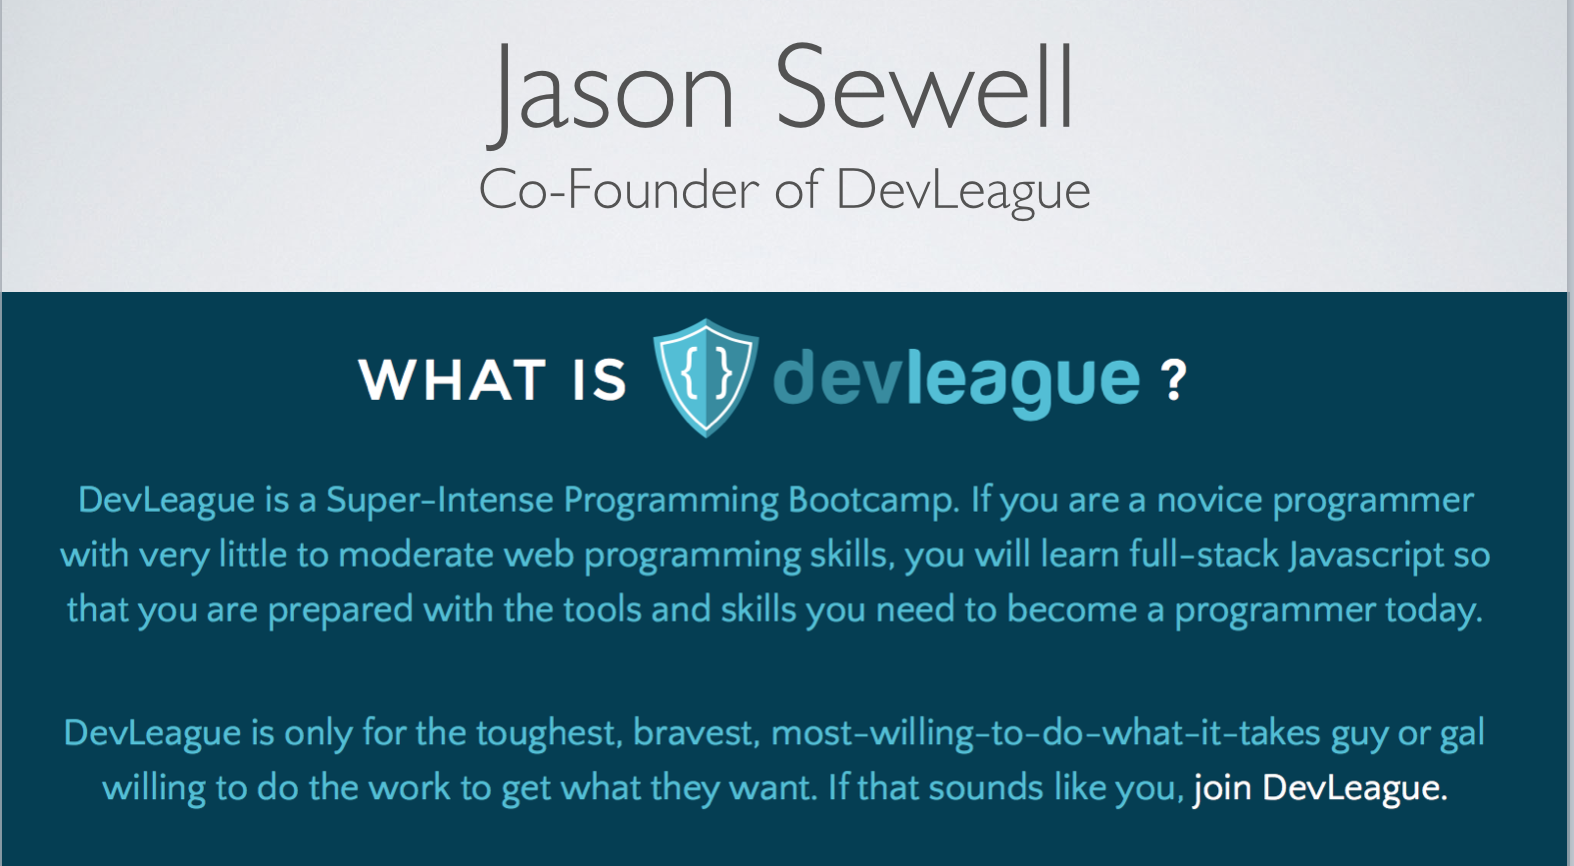 Jason Sewell
Co-Founder of DevLeague
WHAT IS {} devleague ?
DevLeague is a Super-Intense Programming Bootcamp. If you are a novice programmer
with very little to moderate web programming skills, you will learn full-stack Javascript so
that you are prepared with the tools and skills you need to become a programmer today.
DevLeague is only for the toughest, bravest, most-willing-to-do-what-it-takes guy or gal
willing to do the work to get what they want. If that sounds like you, join DevLeague.